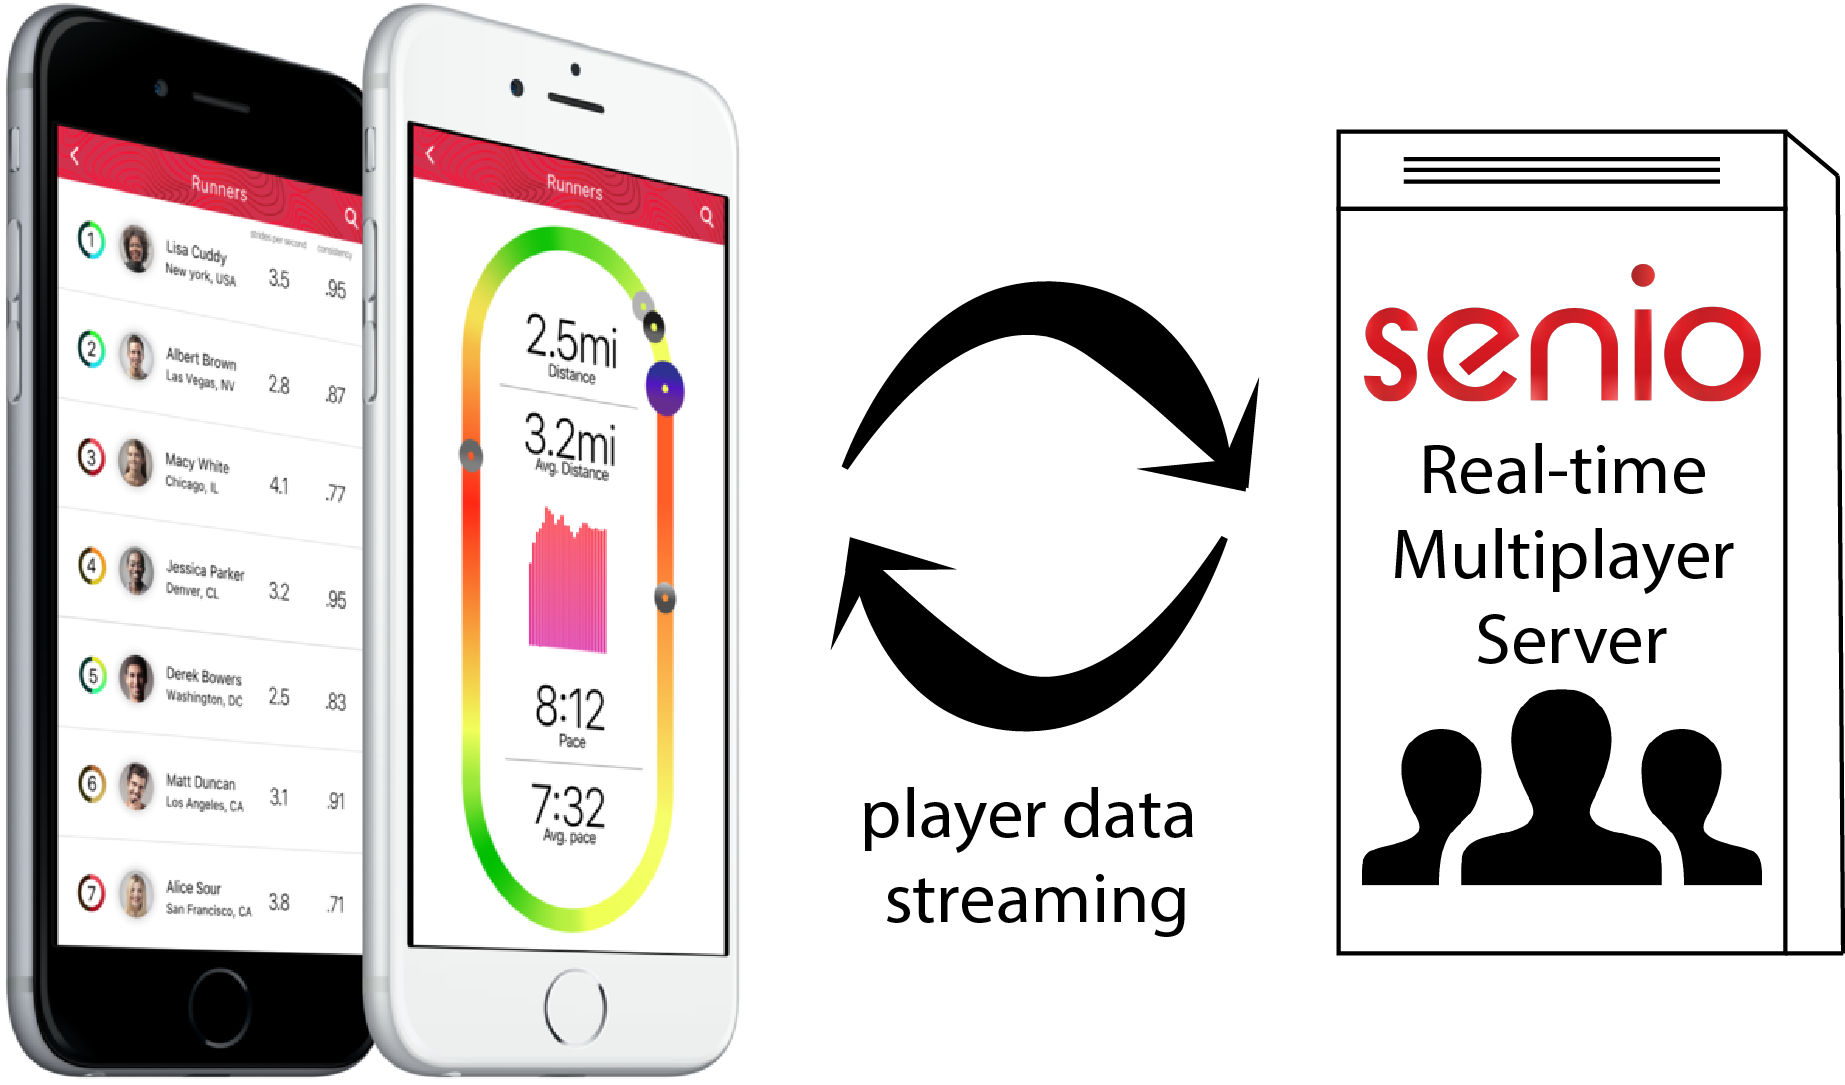 Runners
strides per second consistency
1 Lisa Cuddy 3.5 .95
New york, USA
2 Albert Brown 2.8 .87
Las Vegas, NV
3 Macy White 4.1 .77
Chicago, IL
4 Jessica Parker 3.2 .95
Denver, CL
5 Derek Bowers 2.5 .83
Washington, DC
6 Matt Duncan 3.1 .91
Los Angeles, CA
7 Alice Sour 3.8 .71
San Francisco, CA
Runners
2.5mi
Distance
3.2mi
Avg. Distance
8:12
Pace
7:32
Avg. pace
player data
streaming
senio
Real-time
Multiplayer
Server